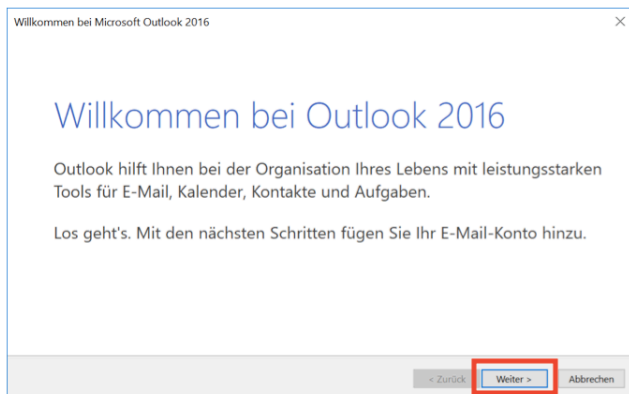 Willkommen bei Microsoft Outlook 2016
Willkommen bei Outlook 2016
Outlook hilft Ihnen bei der Organisation Ihres Lebens mit leistungsstarken
Tools für E-Mail, Kalender, Kontakte und Aufgaben.
Los geht's. Mit den nächsten Schritten fügen Sie Ihr E-Mail-Konto hinzu.
< Zurück Weiter > Abbrechen